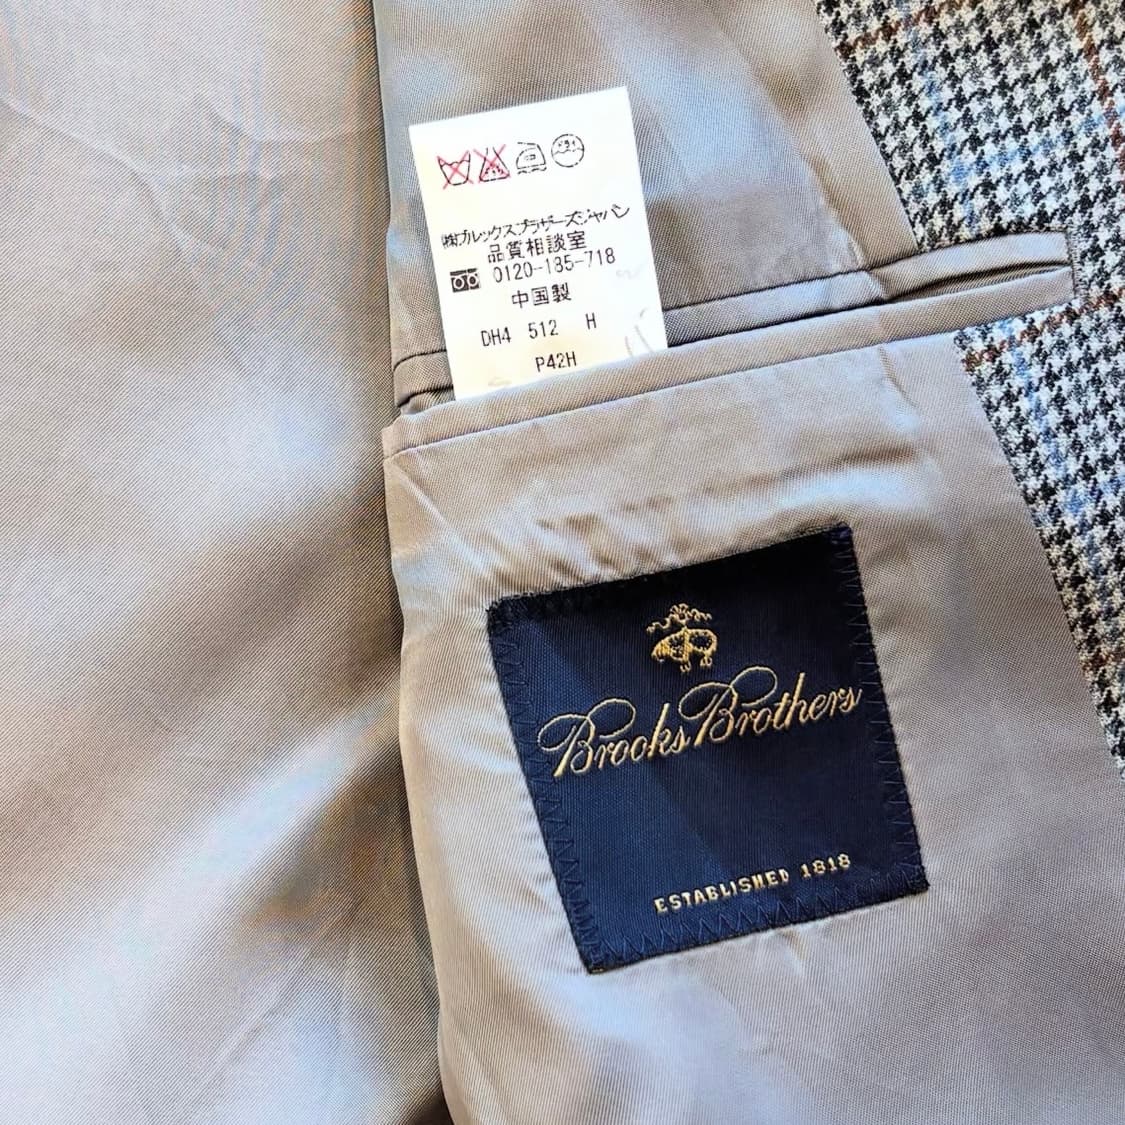 ㈱ブルックスブラザーズジャパン
品質相談室
0120-185-718
中国製
DH4 512 H
P42H
Brooks Brothers
ESTABLISHED 1818